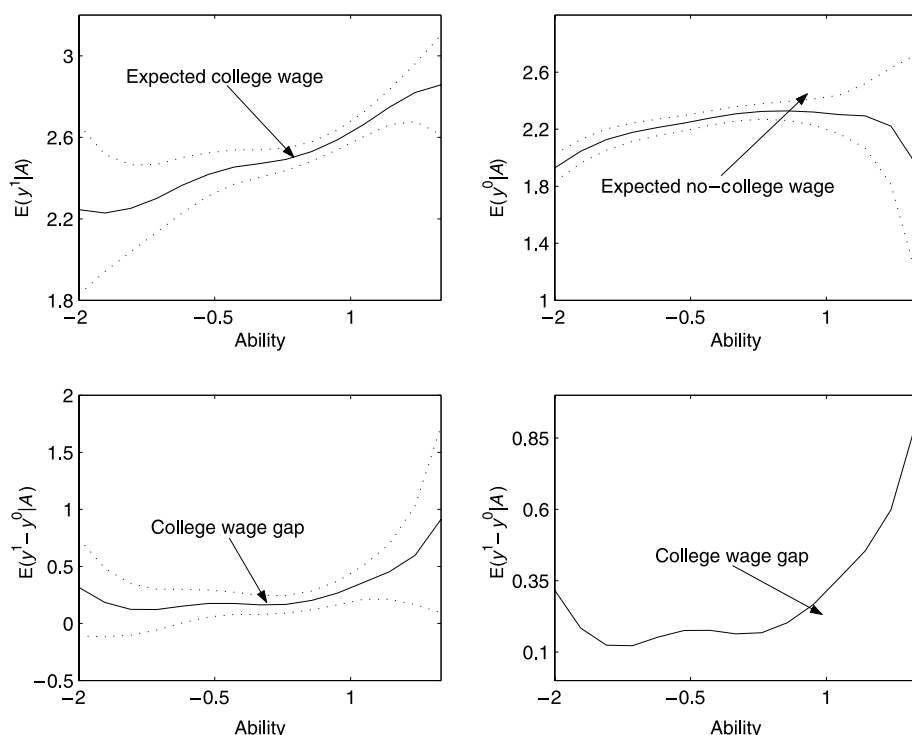 3
2.6
2.2
1.8
E(y¹|A)
Expected college wage
-2
-0.5
1
Ability
2.6
2.2
1.8
1.4
1
E(y⁰|A)
Expected no-college wage
-2
-0.5
1
Ability
2
1.5
1
0.5
0
-0.5
E(y¹-y⁰|A)
College wage gap
-2
-0.5
1
Ability
0.85
0.6
0.35
0.1
E(y¹-y⁰|A)
College wage gap
-2
-0.5
1
Ability